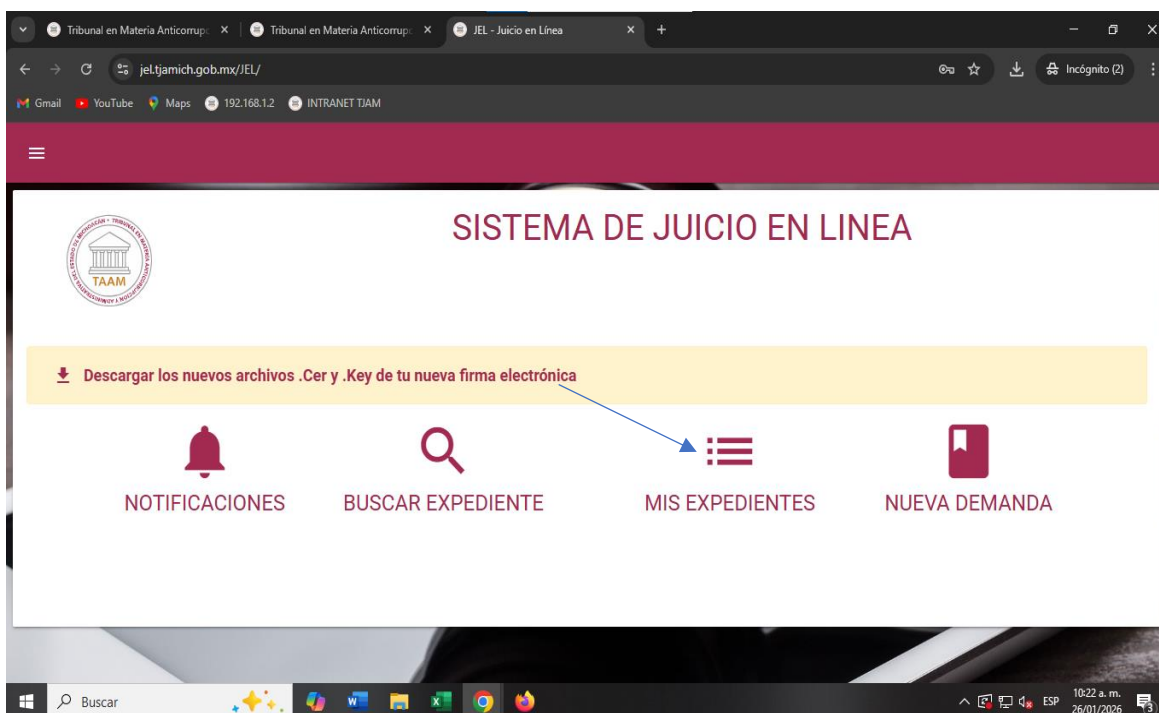 Tribunal en Materia Anticorrupc
Tribunal en Materia Anticorrupc
JEL - Juicio en Línea
jel.tjamich.gob.mx/JEL/
Incógnito (2)
Gmail
YouTube
Maps
192.168.1.2
INTRANET TJAM
TAAM
SISTEMA DE JUICIO EN LINEA
Descargar los nuevos archivos .Cer y .Key de tu nueva firma electrónica
NOTIFICACIONES
BUSCAR EXPEDIENTE
MIS EXPEDIENTES
NUEVA DEMANDA
Buscar
ESP
10:22 a. m.
26/01/2026
3